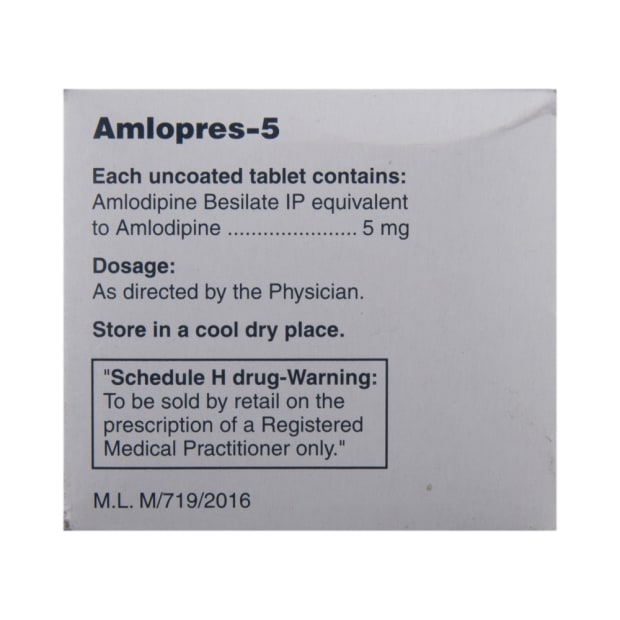 Amlopres-5
Each uncoated tablet contains:
Amlodipine Besilate IP equivalent
to Amlodipine ...................... 5 mg
Dosage:
As directed by the Physician.
Store in a cool dry place.
"Schedule H drug-Warning:
To be sold by retail on the
prescription of a Registered
Medical Practitioner only."
M.L. M/719/2016